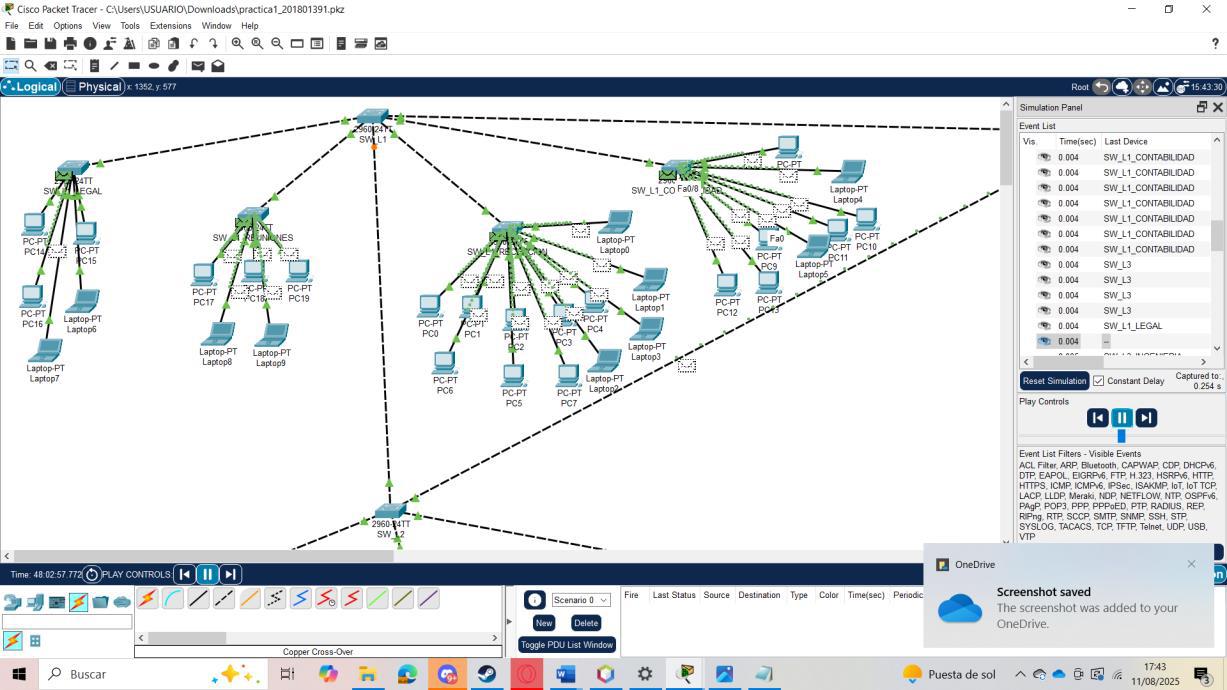 Cisco Packet Tracer - C:\Users\USUARIO\Downloads\practica1_201801391.pkz
File Edit Options View Tools Extensions Window Help
Logical Physical x: 1352, y: 577
Root 15:43:30
2960-24TT
SW_L1
24TT
LEGAL
PC-PT
PC14
PC-PT
PC15
PC-PT
PC16
Laptop-PT
Laptop6
Laptop-PT
Laptop7
24TT
PC-PT
PC17
PC18
PC-PT
PC19
Laptop-PT
Laptop8
Laptop-PT
Laptop9
PC-PT
PC0
PC-PT
PC1
PC-PT
PC2
PC-PT
PC3
PC-PT
PC4
PC-PT
PC6
PC-PT
PC5
PC-PT
PC7
Laptop-PT
Laptop0
Laptop-PT
Laptop1
Laptop-PT
Laptop3
Laptop-PT
Laptop2
Fa0/8
PC-PT
Laptop-PT
Laptop4
Fa0
PC-PT
PC9
PC-PT
PC10
PC-PT
PC11
Laptop-PT
Laptop5
PC-PT
PC12
PC-PT
2960-24TT
SW_L2
Simulation Panel
Event List
Vis. Time(sec) Last Device
0.004 SW_L1_CONTABILIDAD
0.004 SW_L1_CONTABILIDAD
0.004 SW_L1_CONTABILIDAD
0.004 SW_L1_CONTABILIDAD
0.004 SW_L1_CONTABILIDAD
0.004 SW_L1_CONTABILIDAD
0.004 SW_L1_CONTABILIDAD
0.004 SW_L3
0.004 SW_L3
0.004 SW_L3
0.004 SW_L3
0.004 SW_L1_LEGAL
0.004 --
Reset Simulation Constant Delay Captured to:
0.254 s
Play Controls
Event List Filters - Visible Events
ACL Filter, ARP, Bluetooth, CAPWAP, CDP, DHCPv6,
DTP, EAPOL, EIGRPv6, FTP, H.323, HSRPv6, HTTP,
HTTPS, ICMP, ICMPv6, IPSec, ISAKMP, IoT, IoT TCP,
LACP, LLDP, Meraki, NDP, NETFLOW, NTP, OSPFv6,
PAgP, POP3, PPP, PPPoED, PTP, RADIUS, REP,
RIPng, RTP, SCCP, SMTP, SNMP, SSH, STP,
SYSLOG, TACACS, TCP, TFTP, Telnet, UDP, USB,
VTP
Time: 48:02:57.772 PLAY CONTROLS:
Scenario 0
New Delete
Toggle PDU List Window
Fire Last Status Source Destination Type Color Time(sec) Periodic
Copper Cross-Over
OneDrive
Screenshot saved
The screenshot was added to your
OneDrive.
Buscar
Puesta de sol
17:43
11/08/2025
3